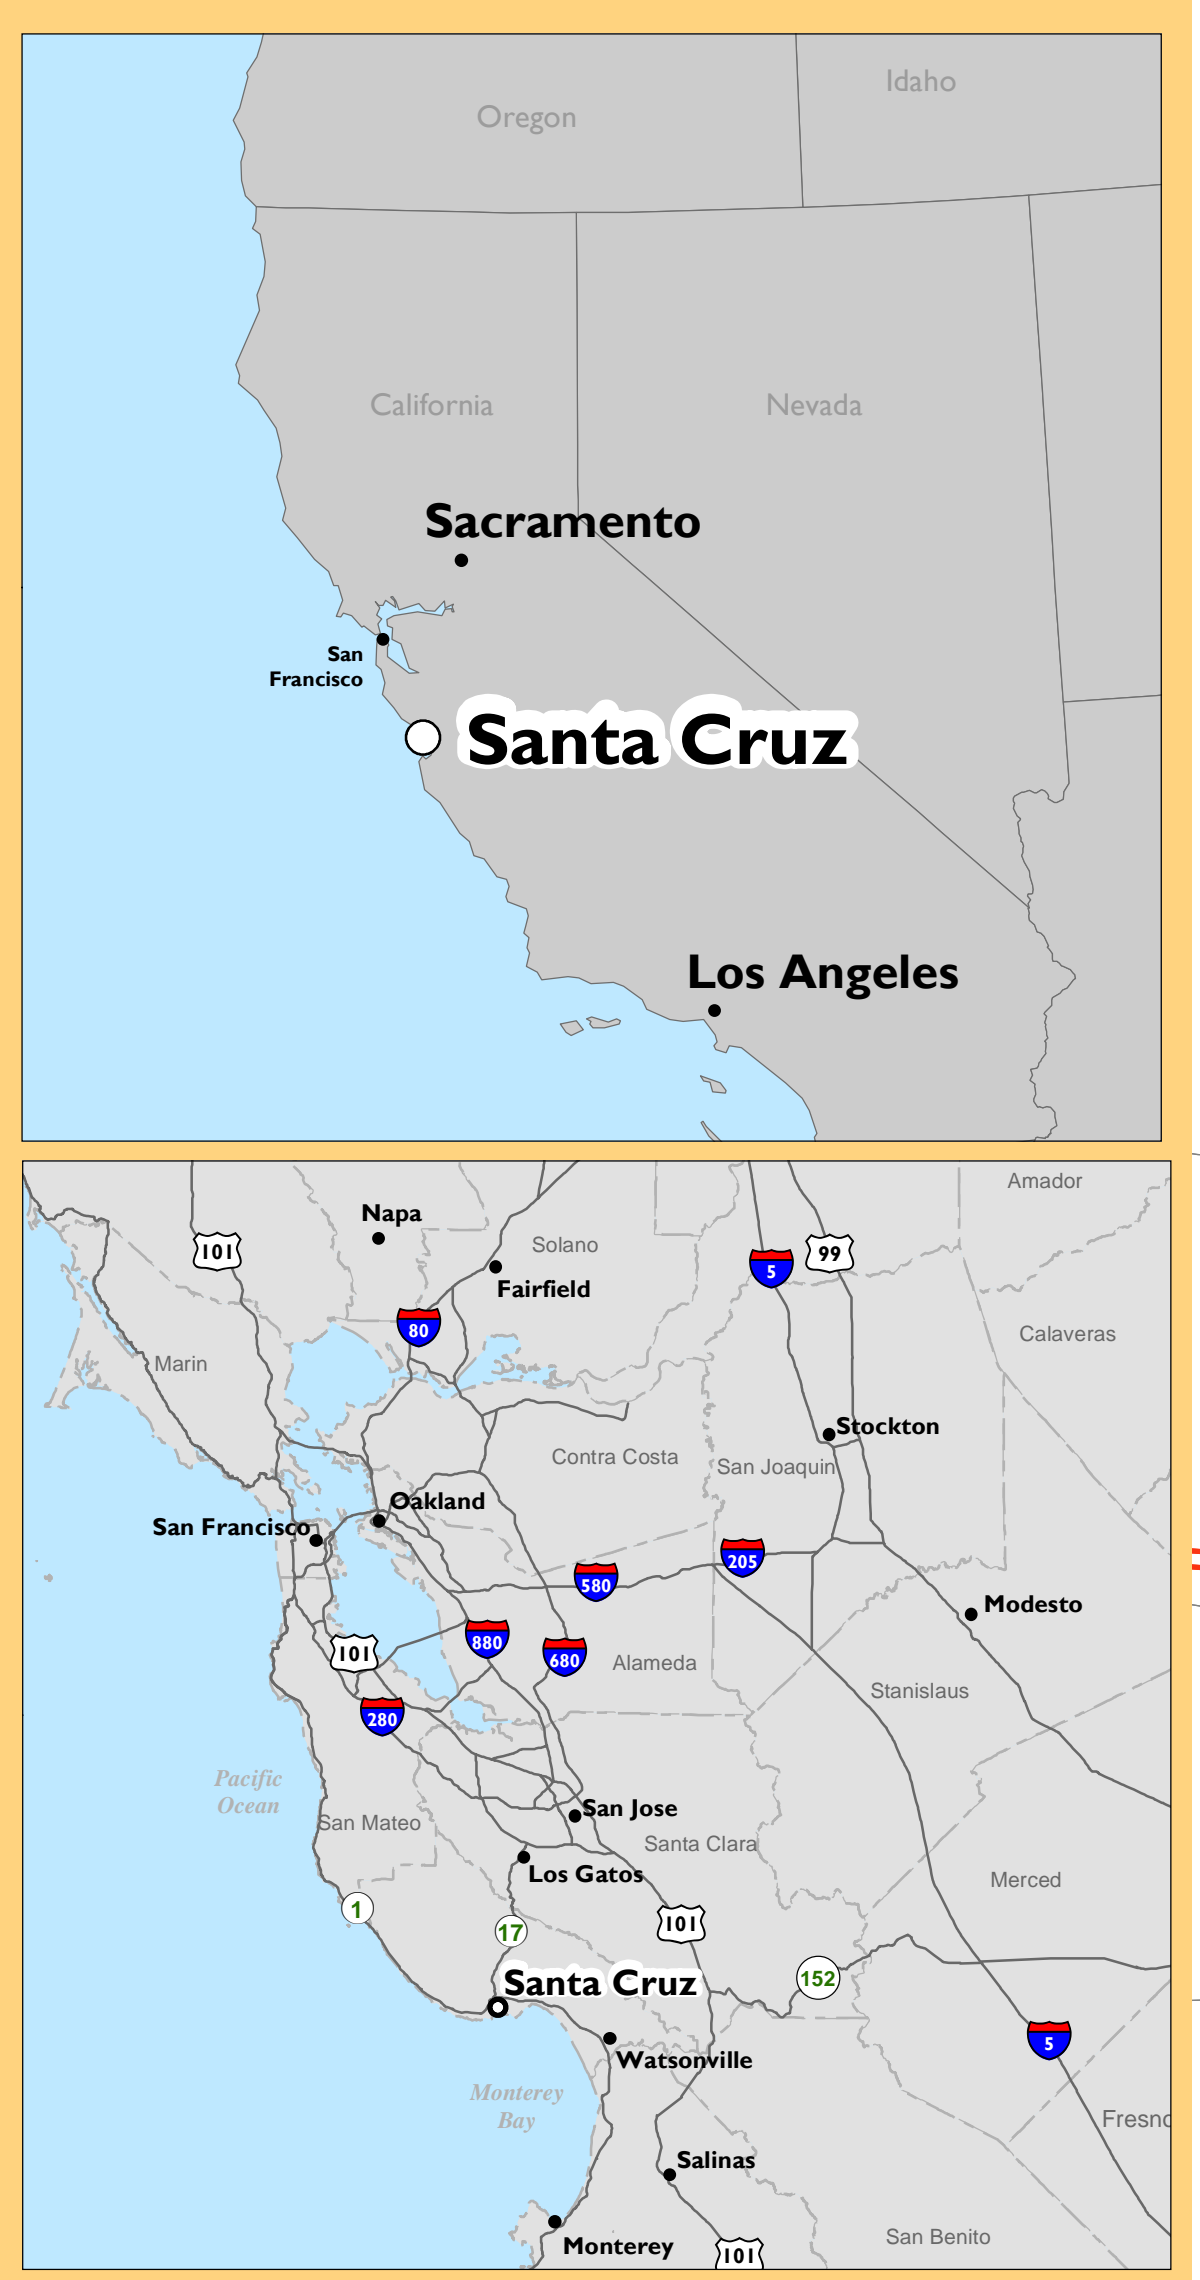 Idaho
Oregon
California
Nevada
Sacramento
San
Francisco
Santa Cruz
Los Angeles
Amador
Napa
101
Solano
99
5
Fairfield
80
Calaveras
Marin
Stockton
Contra Costa
San Joaquin
Oakland
San Francisco
205
580
Modesto
880
101
680
Alameda
Stanislaus
280
Pacific
Ocean
San Mateo
San Jose
Santa Clara
Los Gatos
Merced
1
17
101
152
Santa Cruz
5
Watsonville
Monterey
Bay
Fresno
Salinas
San Benito
Monterey
101